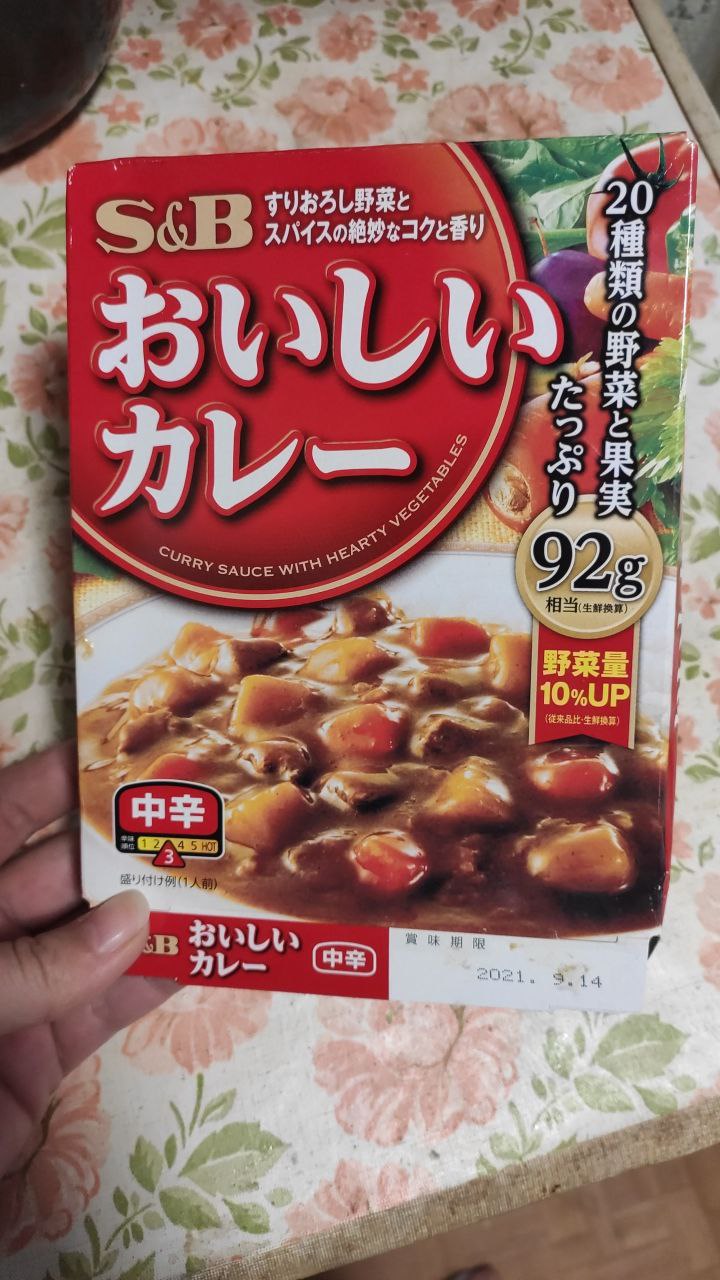 S&B
すりおろし野菜と
スパイスの絶妙なコクと香り
おいしい
カレー
CURRY SAUCE WITH HEARTY VEGETABLES
20種類の野菜と果実
たっぷり
92g
相当(生鮮換算)
野菜量
10%UP
(従来品比・生鮮換算)
中辛
辛味
順位
1 2 3 4 5 HOT
盛り付け例(1人前)
&B
おいしい
カレー
中辛
賞味期限
2021. 9.14